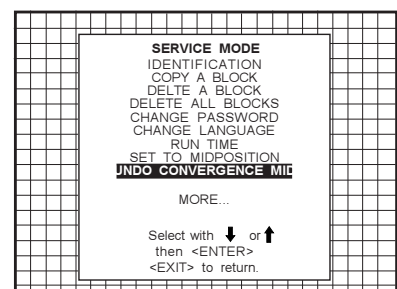 SERVICE MODE
IDENTIFICATION
COPY A BLOCK
DELTE A BLOCK
DELETE ALL BLOCKS
CHANGE PASSWORD
CHANGE LANGUAGE
RUN TIME
SET TO MIDPOSITION
UNDO CONVERGENCE MID
MORE...
Select with ⬇ or ⬆
then <ENTER>
<EXIT> to return.